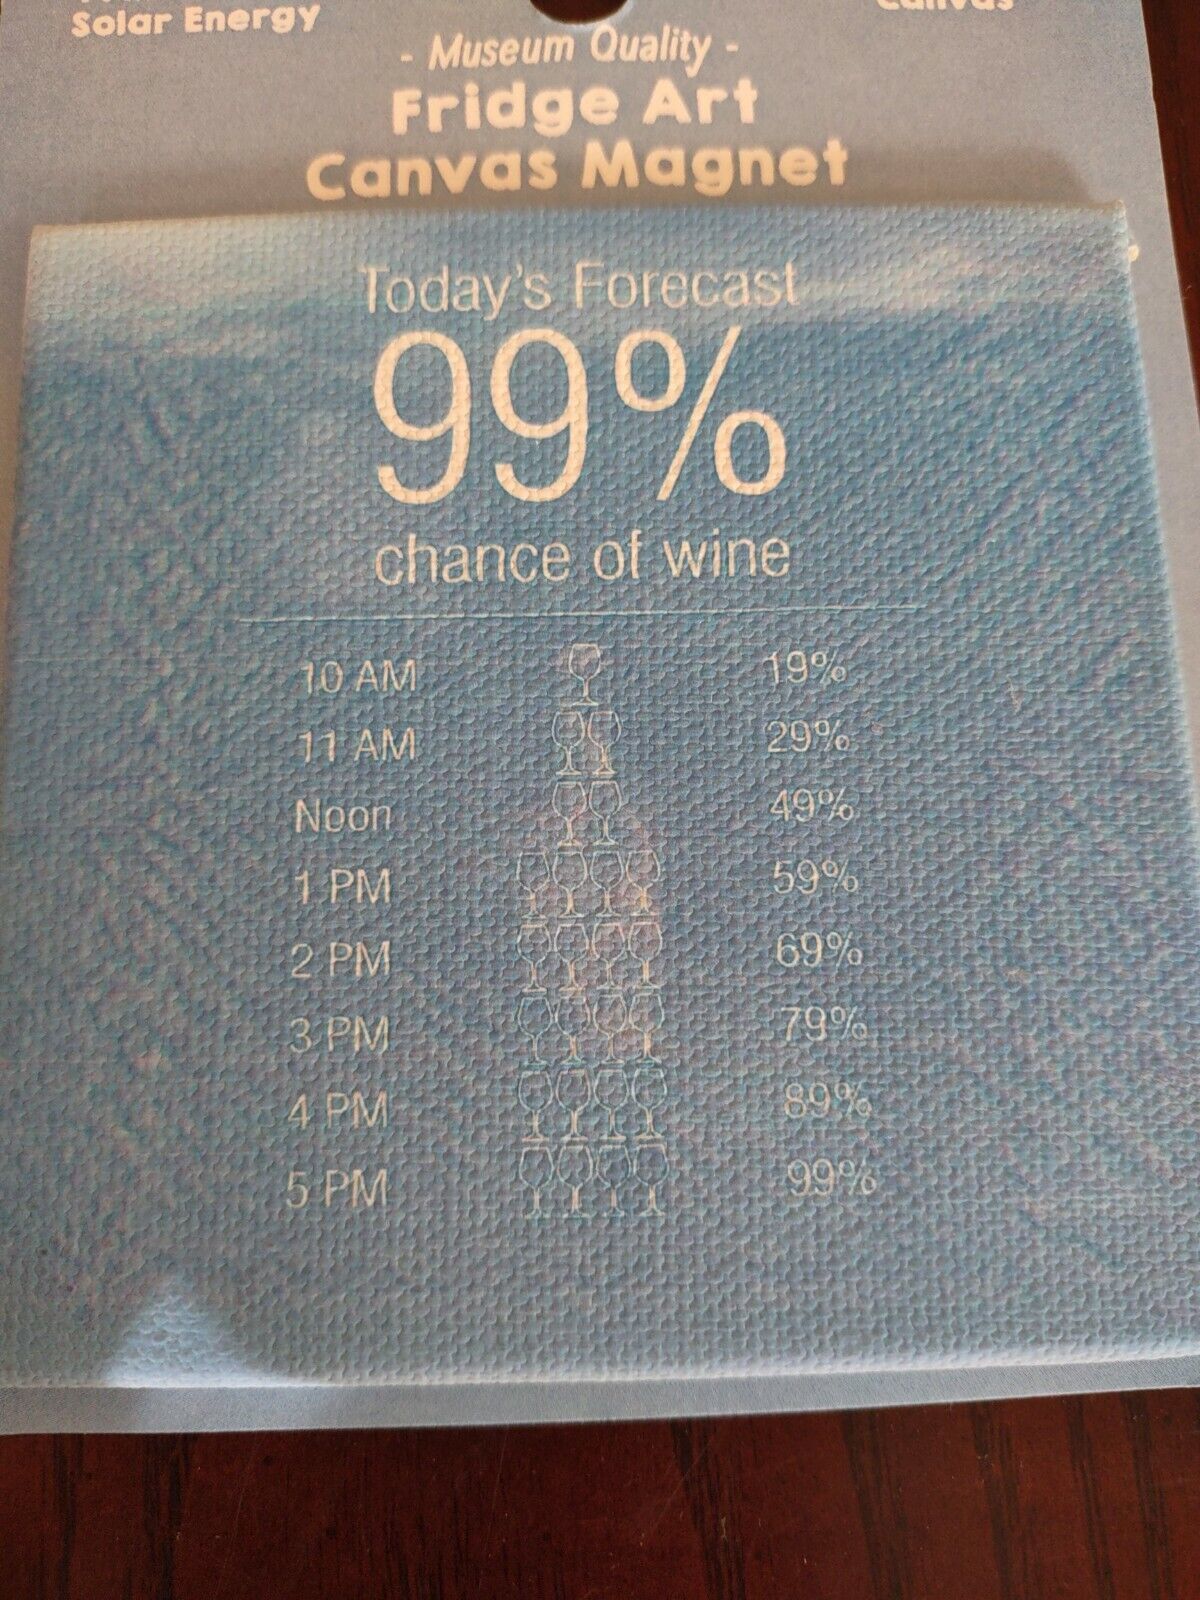 Solar Energy
Canvas
- Museum Quality -
Fridge Art
Canvas Magnet
Today's Forecast
99%
chance of wine
10 AM 19%
11 AM 29%
Noon 49%
1 PM 59%
2 PM 69%
3 PM 79%
4 PM 89%
5 PM 99%